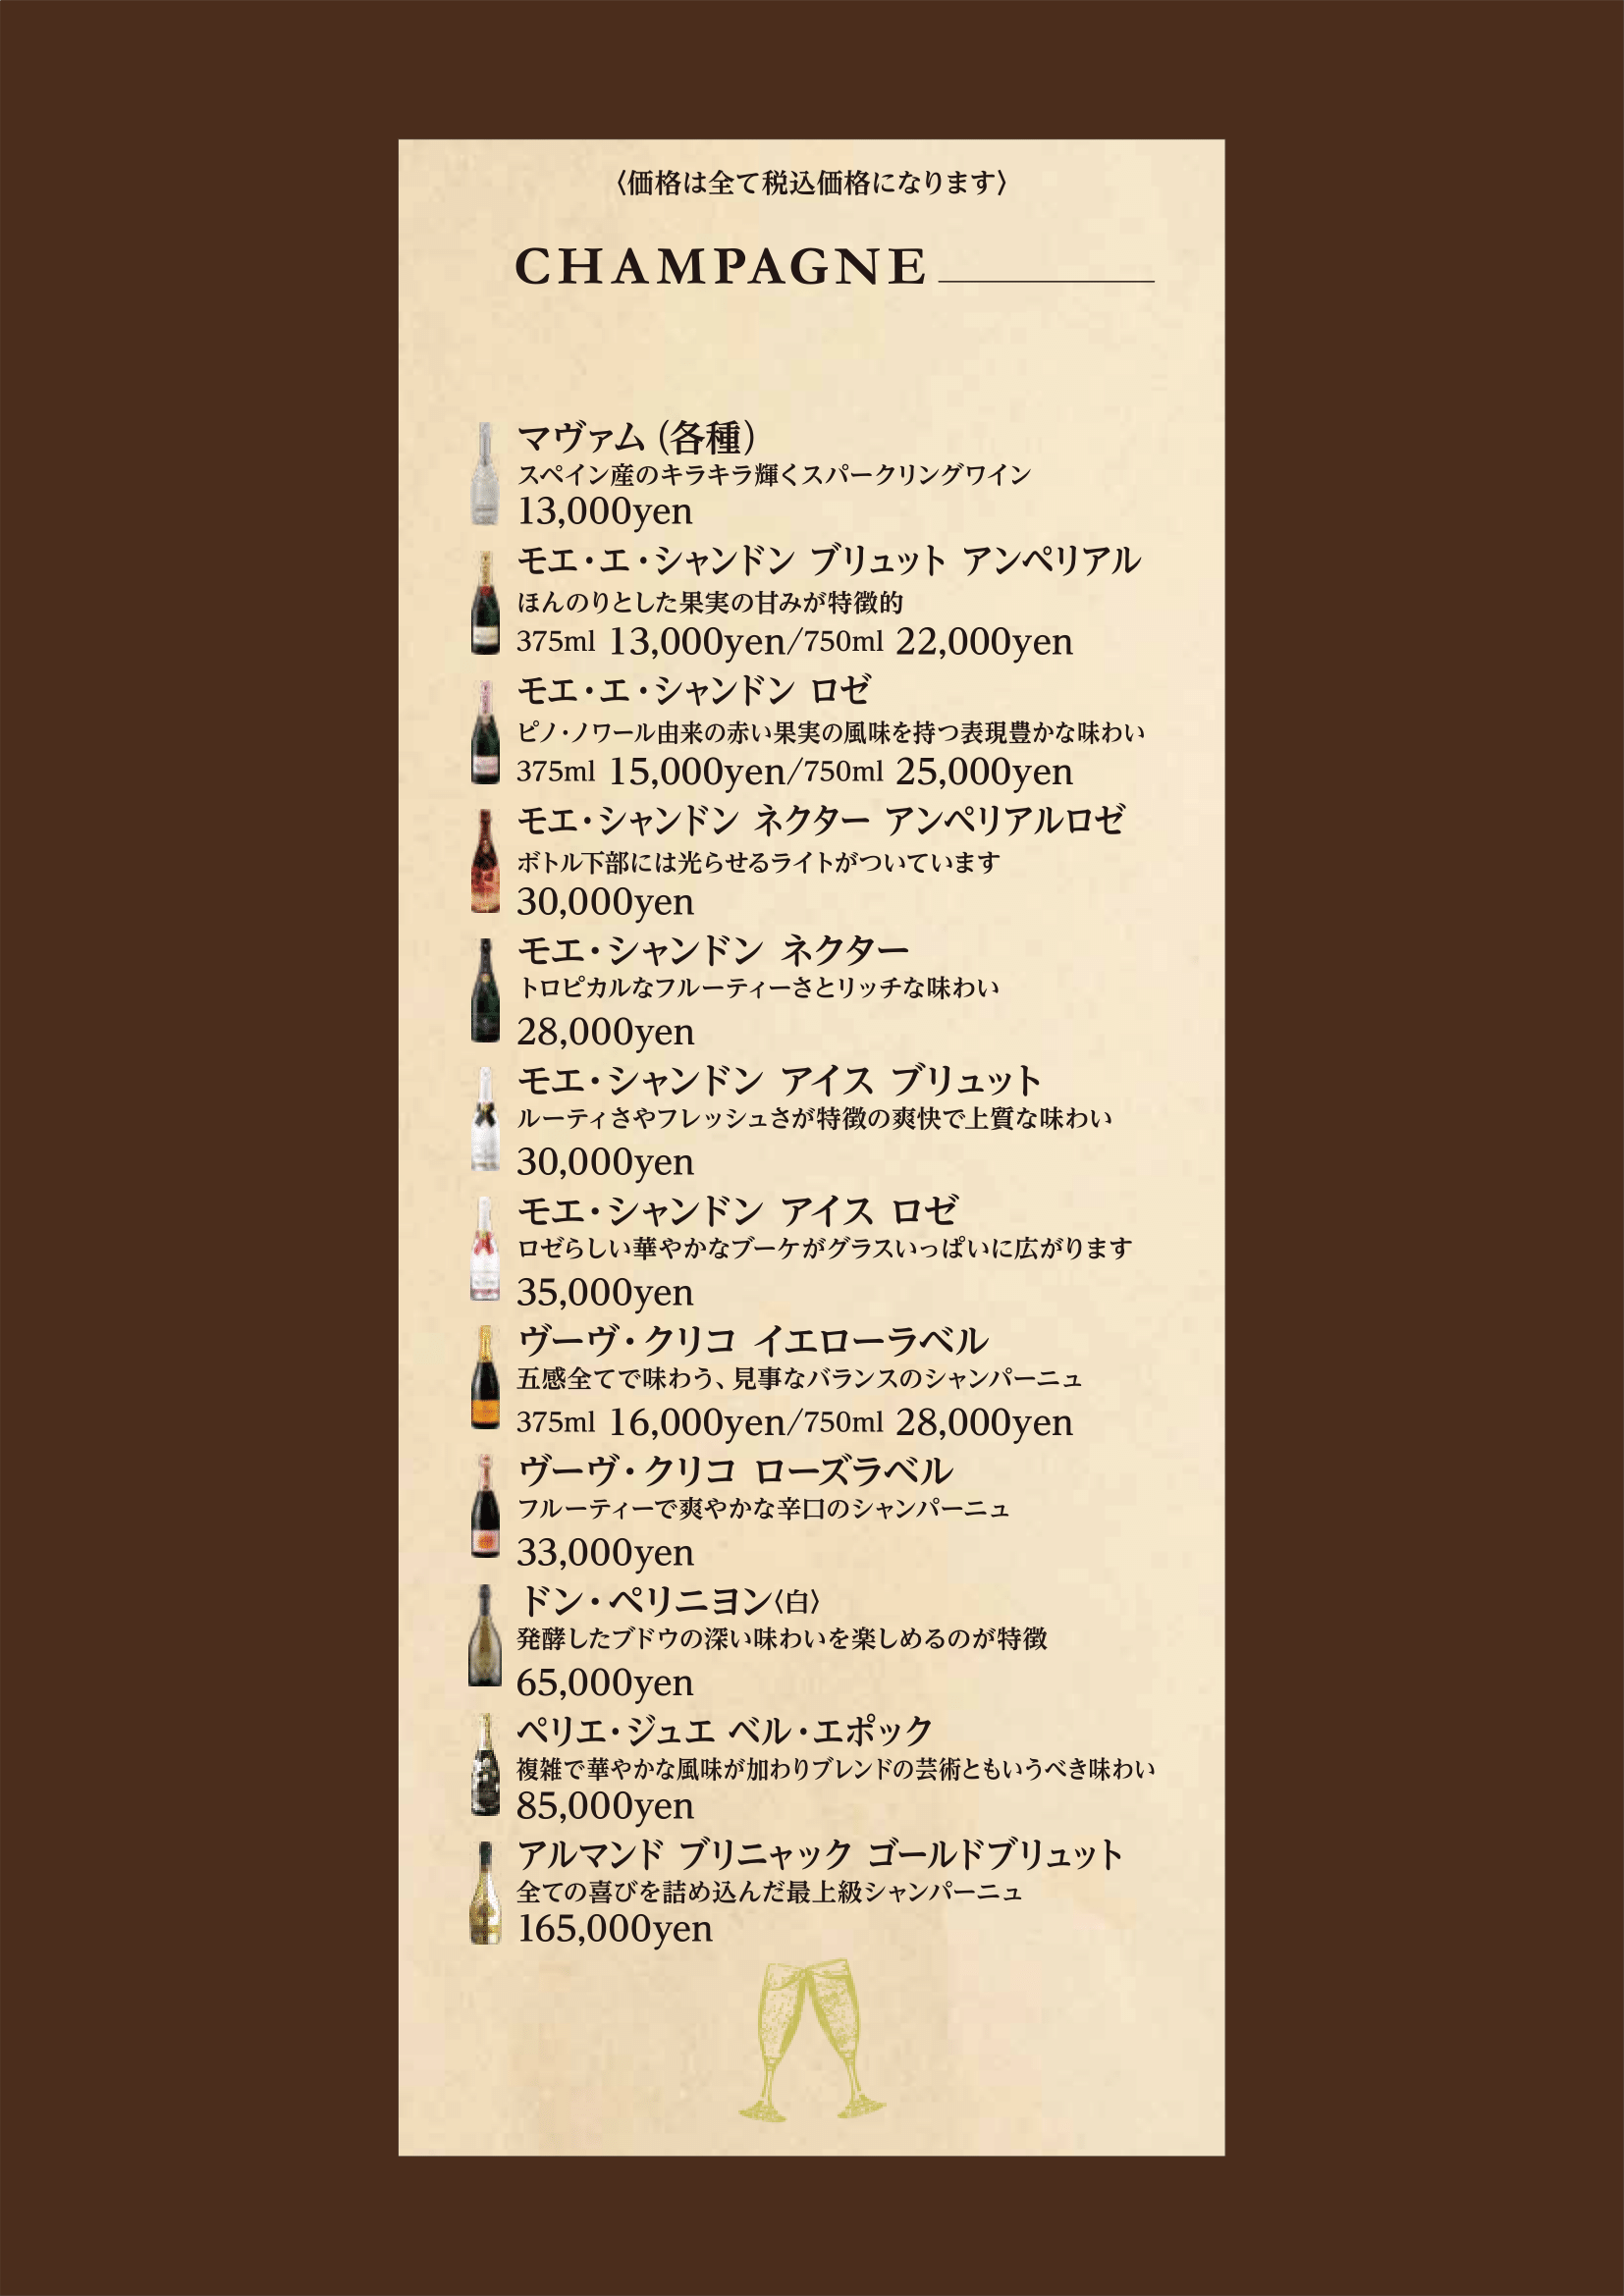 〈価格は全て税込価格になります〉
CHAMPAGNE
マヴァム（各種）
スペイン産のキラキラ輝くスパークリングワイン
13,000yen
モエ・エ・シャンドン ブリュット アンペリアル
ほんのりとした果実の甘みが特徴的
375ml 13,000yen/750ml 22,000yen
モエ・エ・シャンドン ロゼ
ピノ・ノワール由来の赤い果実の風味を持つ表現豊かな味わい
375ml 15,000yen/750ml 25,000yen
モエ・シャンドン ネクター アンペリアルロゼ
ボトル下部には光らせるライトがついています
30,000yen
モエ・シャンドン ネクター
トロピカルなフルーティーさとリッチな味わい
28,000yen
モエ・シャンドン アイス ブリュット
ルーティさやフレッシュさが特徴の爽快で上質な味わい
30,000yen
モエ・シャンドン アイス ロゼ
ロゼらしい華やかなブーケがグラスいっぱいに広がります
35,000yen
ヴーヴ・クリコ イエローラベル
五感全てで味わう、見事なバランスのシャンパーニュ
375ml 16,000yen/750ml 28,000yen
ヴーヴ・クリコ ローズラベル
フルーティーで爽やかな辛口のシャンパーニュ
33,000yen
ドン・ペリニヨン〈白〉
発酵したブドウの深い味わいを楽しめるのが特徴
65,000yen
ペリエ・ジュエ ベル・エポック
複雑で華やかな風味が加わりブレンドの芸術ともいうべき味わい
85,000yen
アルマンド ブリニャック ゴールドブリュット
全ての喜びを詰め込んだ最上級シャンパーニュ
165,000yen